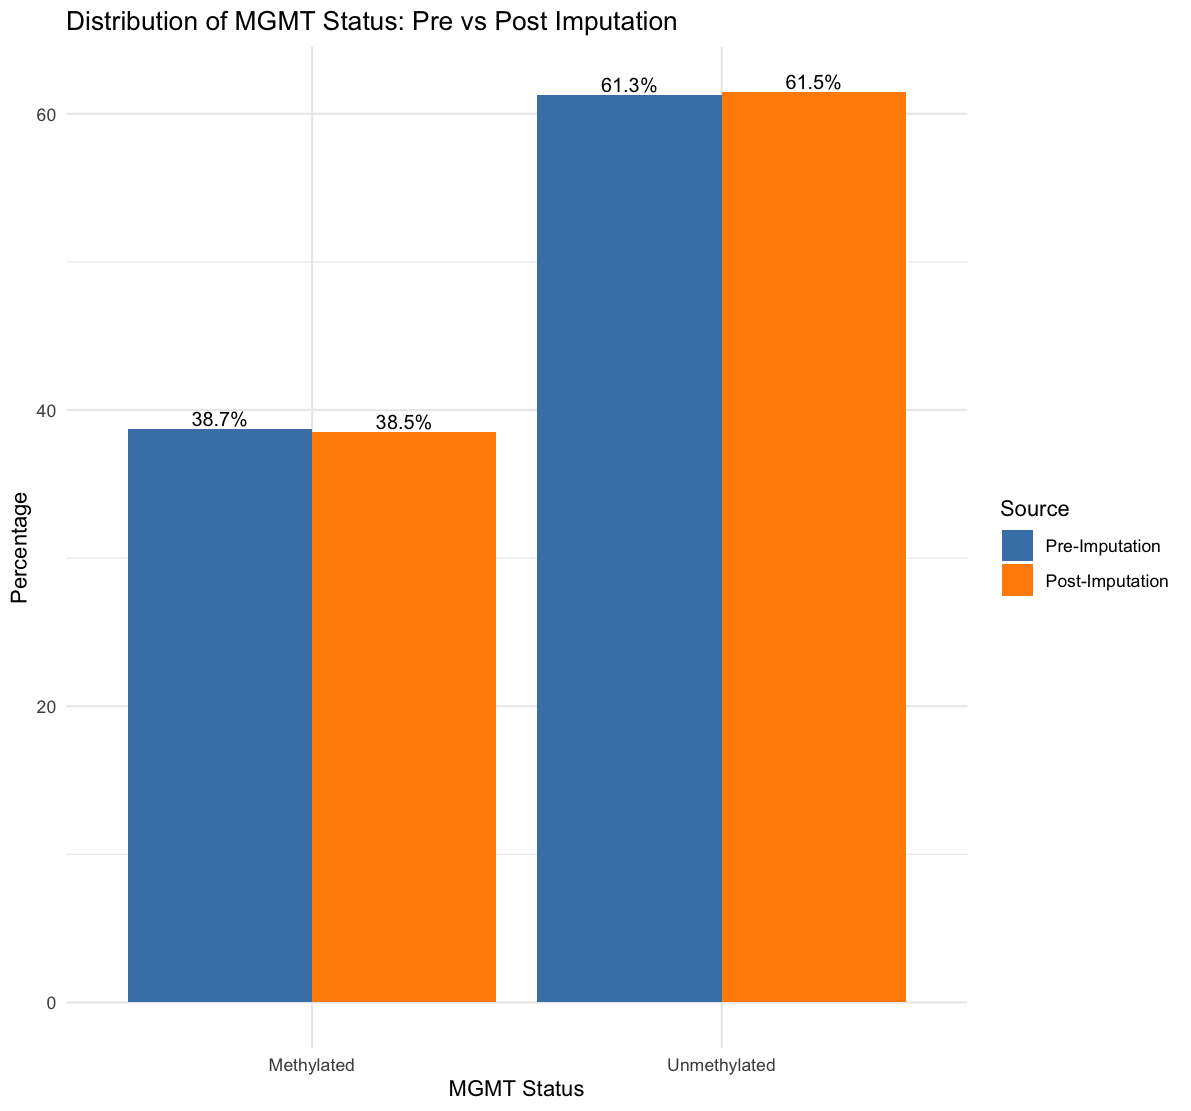 Distribution of MGMT Status: Pre vs Post Imputation
61.3%
61.5%
38.7%
38.5%
60
40
20
0
Percentage
Methylated
Unmethylated
MGMT Status
Source
Pre-Imputation
Post-Imputation